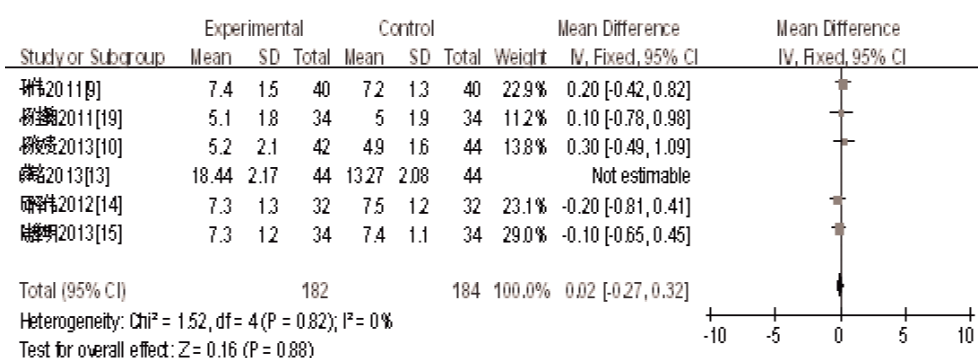 Experimental Control Mean Difference Mean Difference
Study or Subgroup Mean SD Total Mean SD Total Weight IV, Fixed, 95% CI IV, Fixed, 95% CI
2011[9] 7.4 1.5 40 7.2 1.3 40 22.9% 0.20 [-0.42, 0.82]
2011[19] 5.1 1.8 34 5 1.9 34 11.2% 0.10 [-0.78, 0.98]
2013[10] 5.2 2.1 42 4.9 1.6 44 13.8% 0.30 [-0.49, 1.09]
2013[13] 18.44 2.17 44 13.27 2.08 44 Not estimable
2012[14] 7.3 1.3 32 7.5 1.2 32 23.1% -0.20 [-0.81, 0.41]
2013[15] 7.3 1.2 34 7.4 1.1 34 29.0% -0.10 [-0.65, 0.45]
Total (95% CI) 182 184 100.0% 0.02 [-0.27, 0.32]
Heterogeneity: Chi² = 1.52, df = 4 (P = 0.82); I² = 0%
Test for overall effect: Z = 0.16 (P = 0.88)
-10 -5 0 5 10